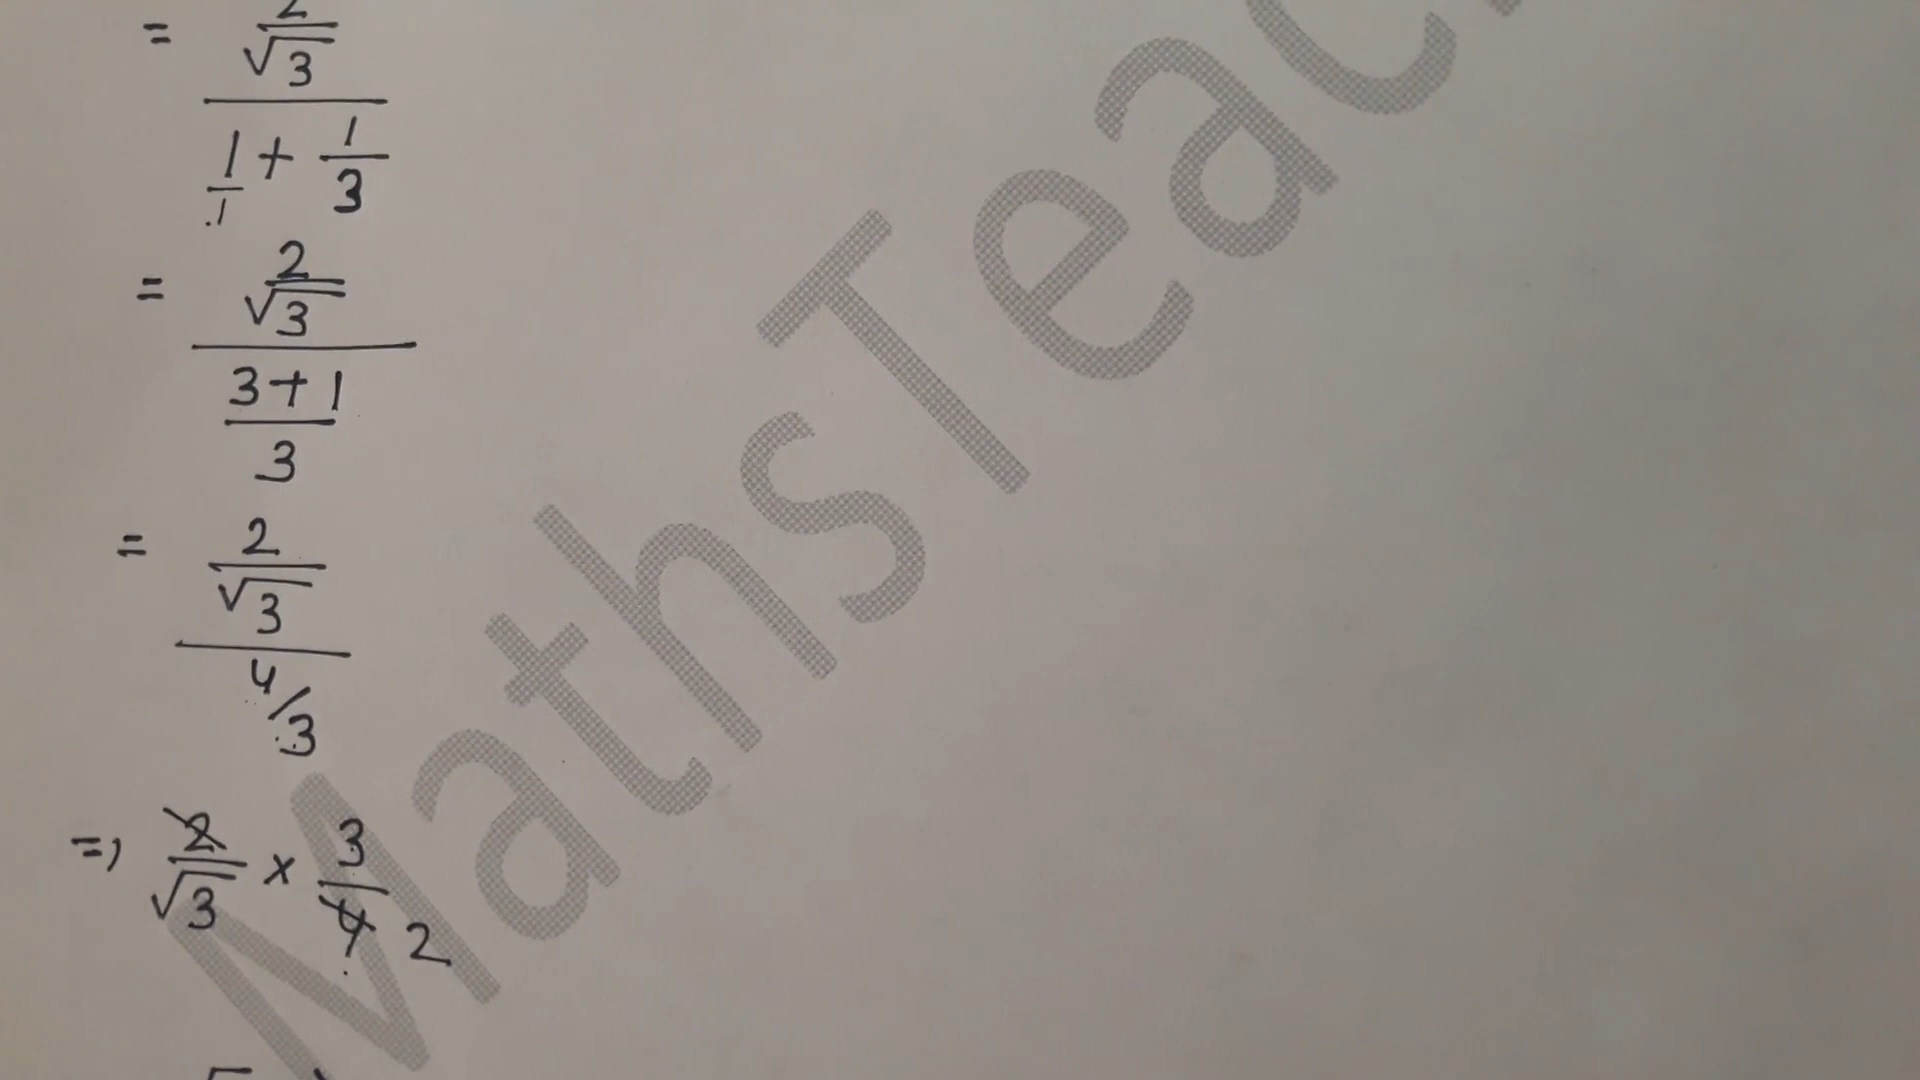 = 2/√3
1/1 + 1/3
= 2/√3
3+1
3
= 2/√3
4/3
=) 2/√3 × 3/4 2
MathsTeac